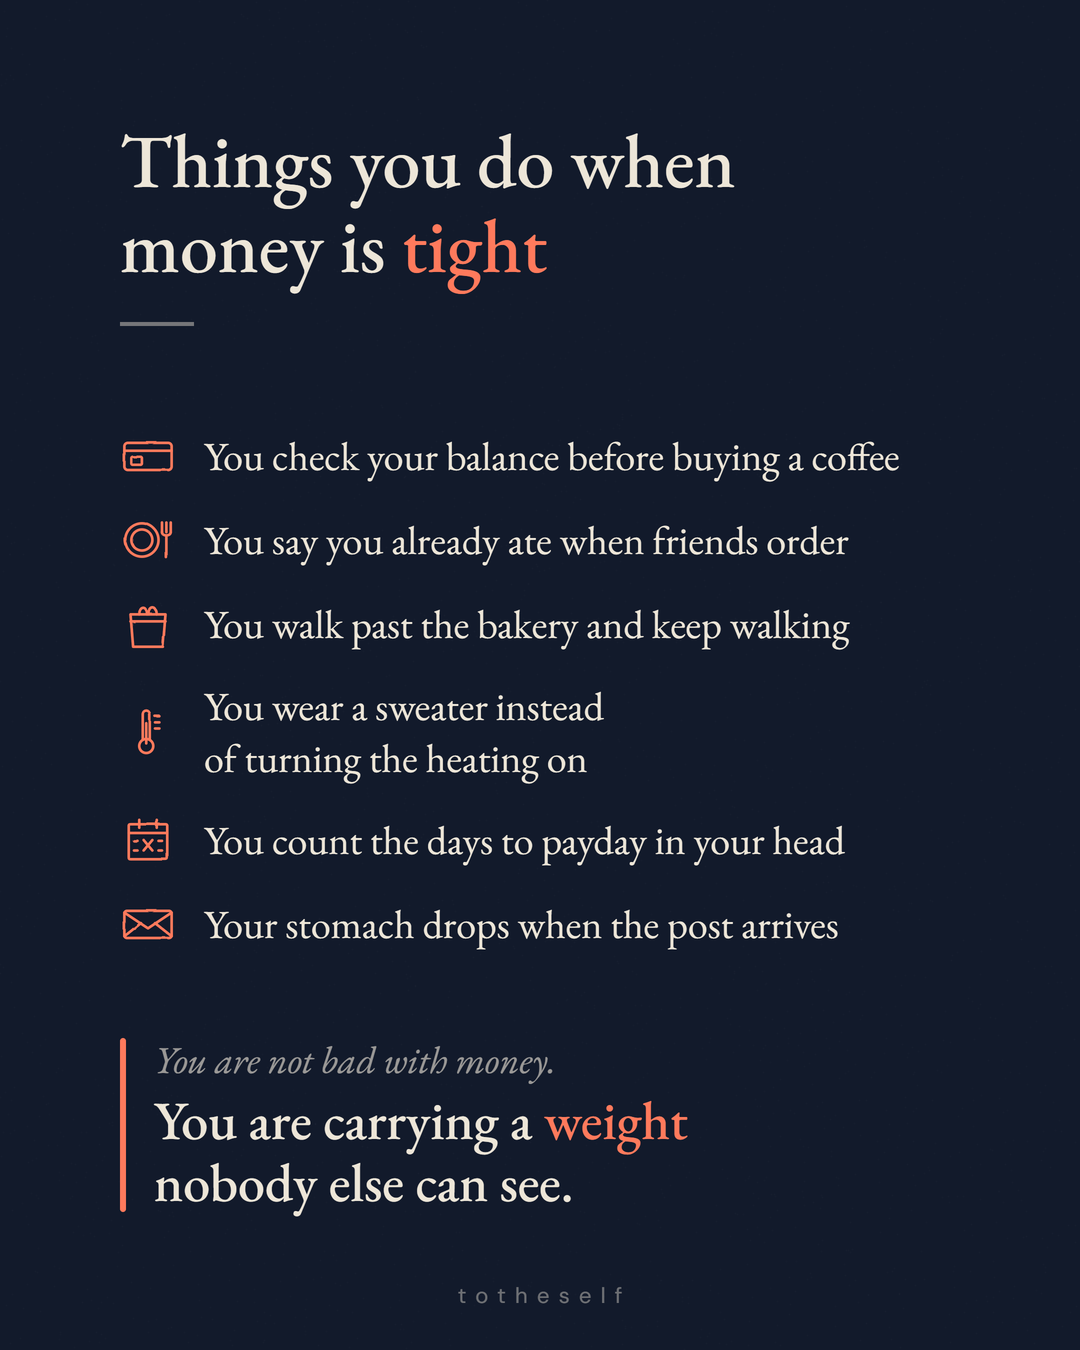 Things you do when
money is tight
You check your balance before buying a coffee
You say you already ate when friends order
You walk past the bakery and keep walking
You wear a sweater instead
of turning the heating on
You count the days to payday in your head
Your stomach drops when the post arrives
You are not bad with money.
You are carrying a weight
nobody else can see.
totheself